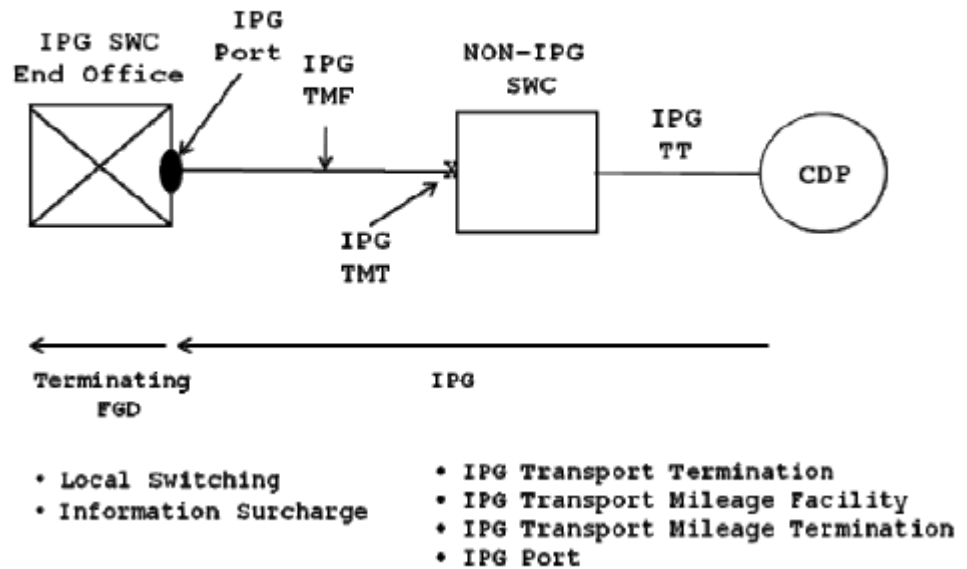 IPG SWC
End Office
IPG
Port
IPG
TMF
NON-IPG
SWC
IPG
TT
CDP
IPG
TMT
Terminating
FGD
IPG
• Local Switching
• Information Surcharge
• IPG Transport Termination
• IPG Transport Mileage Facility
• IPG Transport Mileage Termination
• IPG Port